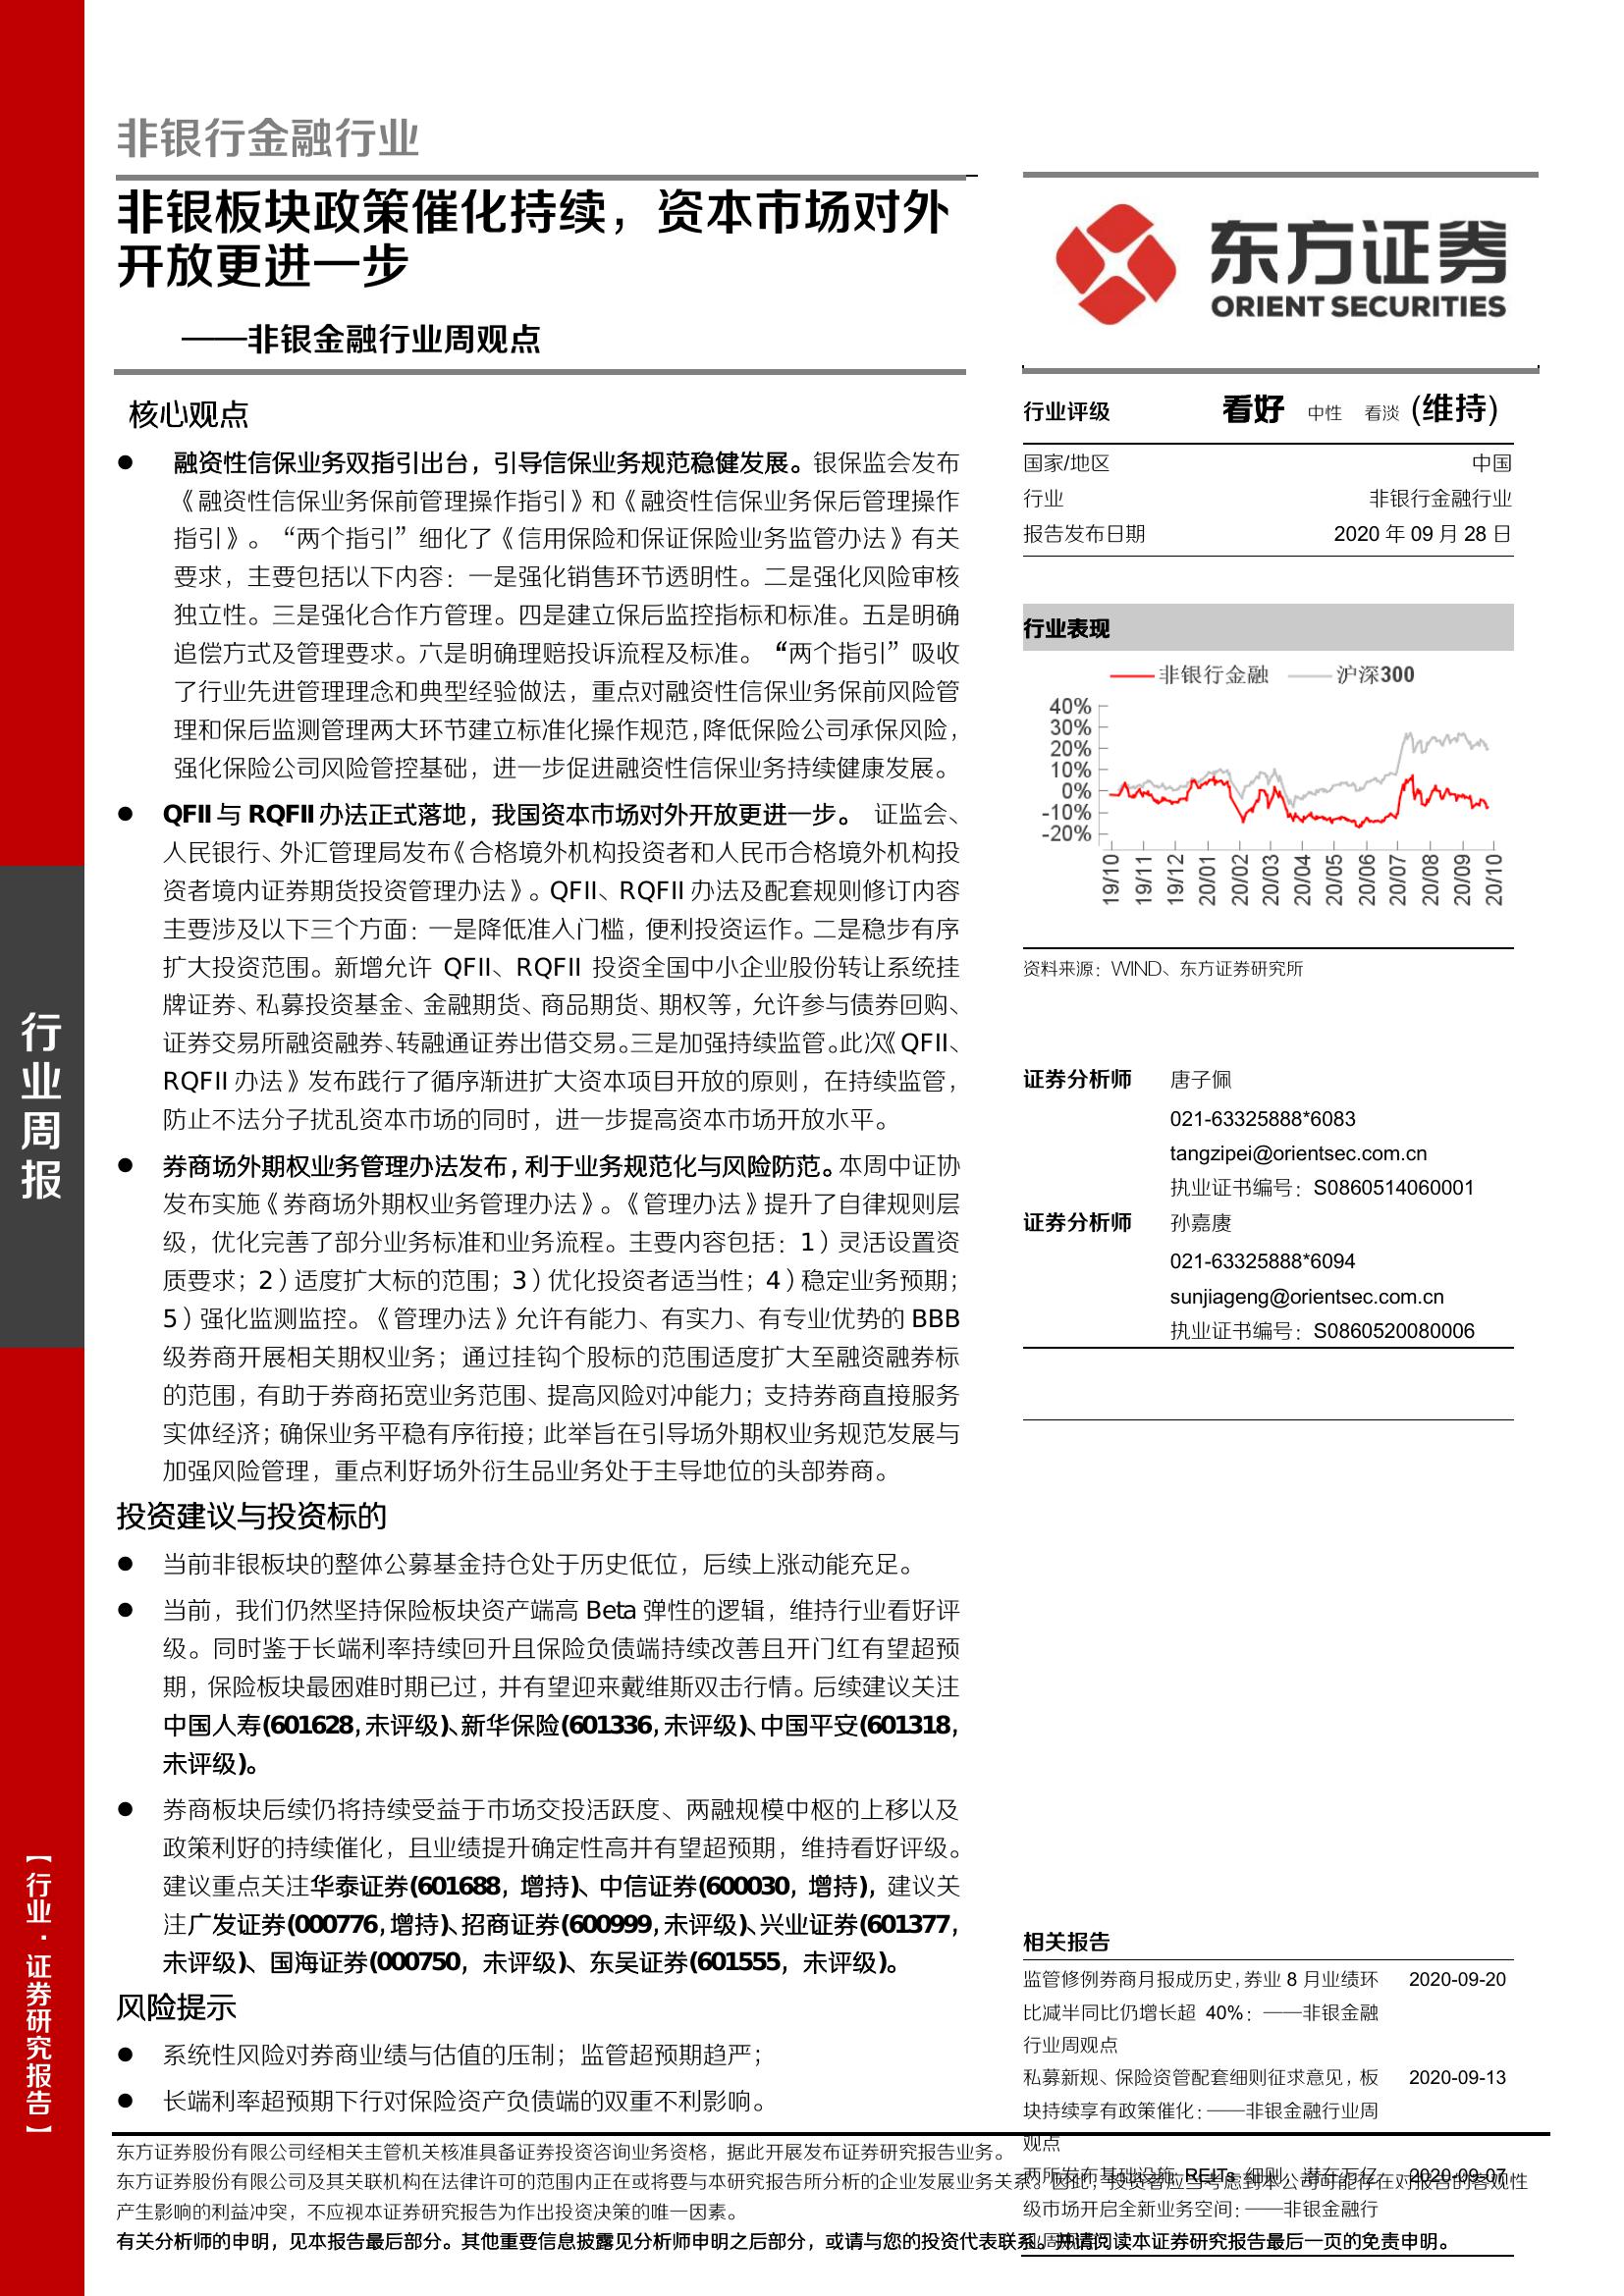 非银行金融行业
非银板块政策催化持续，资本市场对外
开放更进一步
——非银金融行业周观点
核心观点
● 融资性信保业务双指引出台，引导信保业务规范稳健发展。银保监会发布
《融资性信保业务保前管理操作指引》和《融资性信保业务保后管理操作
指引》。“两个指引”细化了《信用保险和保证保险业务监管办法》有关
要求，主要包括以下内容：一是强化销售环节透明性。二是强化风险审核
独立性。三是强化合作方管理。四是建立保后监控指标和标准。五是明确
追偿方式及管理要求。六是明确理赔投诉流程及标准。“两个指引”吸收
了行业先进管理理念和典型经验做法，重点对融资性信保业务保前风险管
理和保后监测管理两大环节建立标准化操作规范，降低保险公司承保风险，
强化保险公司风险管控基础，进一步促进融资性信保业务持续健康发展。
● QFII 与 RQFII 办法正式落地，我国资本市场对外开放更进一步。 证监会、
人民银行、外汇管理局发布《合格境外机构投资者和人民币合格境外机构投
资者境内证券期货投资管理办法》。QFII、RQFII 办法及配套规则修订内容
主要涉及以下三个方面：一是降低准入门槛，便利投资运作。二是稳步有序
扩大投资范围。新增允许 QFII、RQFII 投资全国中小企业股份转让系统挂
牌证券、私募投资基金、金融期货、商品期货、期权等，允许参与债券回购、
证券交易所融资融券、转融通证券出借交易。三是加强持续监管。此次《QFII、
RQFII 办法》发布践行了循序渐进扩大资本项目开放的原则，在持续监管，
防止不法分子扰乱资本市场的同时，进一步提高资本市场开放水平。
● 券商场外期权业务管理办法发布，利于业务规范化与风险防范。本周中证协
发布实施《券商场外期权业务管理办法》。《管理办法》提升了自律规则层
级，优化完善了部分业务标准和业务流程。主要内容包括：1）灵活设置资
质要求；2）适度扩大标的范围；3）优化投资者适当性；4）稳定业务预期；
5）强化监测监控。《管理办法》允许有能力、有实力、有专业优势的 BBB
级券商开展相关期权业务；通过挂钩个股标的范围适度扩大至融资融券标
的范围，有助于券商拓宽业务范围、提高风险对冲能力；支持券商直接服务
实体经济；确保业务平稳有序衔接；此举旨在引导场外期权业务规范发展与
加强风险管理，重点利好场外衍生品业务处于主导地位的头部券商。
投资建议与投资标的
● 当前非银板块的整体公募基金持仓处于历史低位，后续上涨动能充足。
● 当前，我们仍然坚持保险板块资产端高 Beta 弹性的逻辑，维持行业看好评
级。同时鉴于长端利率持续回升且保险负债端持续改善且开门红有望超预
期，保险板块最困难时期已过，并有望迎来戴维斯双击行情。后续建议关注
中国人寿(601628，未评级)、新华保险(601336，未评级)、中国平安(601318，
未评级)。
● 券商板块后续仍将持续受益于市场交投活跃度、两融规模中枢的上移以及
政策利好的持续催化，且业绩提升确定性高并有望超预期，维持看好评级。
建议重点关注华泰证券(601688，增持)、中信证券(600030，增持)，建议关
注广发证券(000776，增持)、招商证券(600999，未评级)、兴业证券(601377，
未评级)、国海证券(000750，未评级)、东吴证券(601555，未评级)。
风险提示
● 系统性风险对券商业绩与估值的压制；监管超预期趋严；
● 长端利率超预期下行对保险资产负债端的双重不利影响。
东方证券
ORIENT SECURITIES
行业评级 看好 中性 看淡 (维持)
国家/地区 中国
行业 非银行金融行业
报告发布日期 2020 年 09 月 28 日
行业表现
非银行金融 沪深300
40%
30%
20%
10%
0%
-10%
-20%
19/10 19/11 19/12 20/01 20/02 20/03 20/04 20/05 20/06 20/07 20/08 20/09 20/10
资料来源：WIND、东方证券研究所
证券分析师 唐子佩
021-63325888*6083
tangzipei@orientsec.com.cn
执业证书编号：S0860514060001
证券分析师 孙嘉赓
021-63325888*6094
sunjiageng@orientsec.com.cn
执业证书编号：S0860520080006
相关报告
监管修例券商月报成历史，券业 8 月业绩环 2020-09-20
比减半同比仍增长超 40%：——非银金融
行业周观点
私募新规、保险资管配套细则征求意见，板 2020-09-13
块持续享有政策催化：——非银金融行业周
观点
两所发布基础设施 REITs 细则，潜在万亿 2020-09-07
级市场开启全新业务空间：——非银金融行
东方证券股份有限公司经相关主管机关核准具备证券投资咨询业务资格，据此开展发布证券研究报告业务。
东方证券股份有限公司及其关联机构在法律许可的范围内正在或将要与本研究报告所分析的企业发展业务关系。因此，投资者应当考虑到本公司可能存在对报告的客观性
产生影响的利益冲突，不应视本证券研究报告为作出投资决策的唯一因素。
有关分析师的申明，见本报告最后部分。其他重要信息披露见分析师申明之后部分，或请与您的投资代表联系。并请阅读本证券研究报告最后一页的免责申明。
行业周报
【行业·证券研究报告】